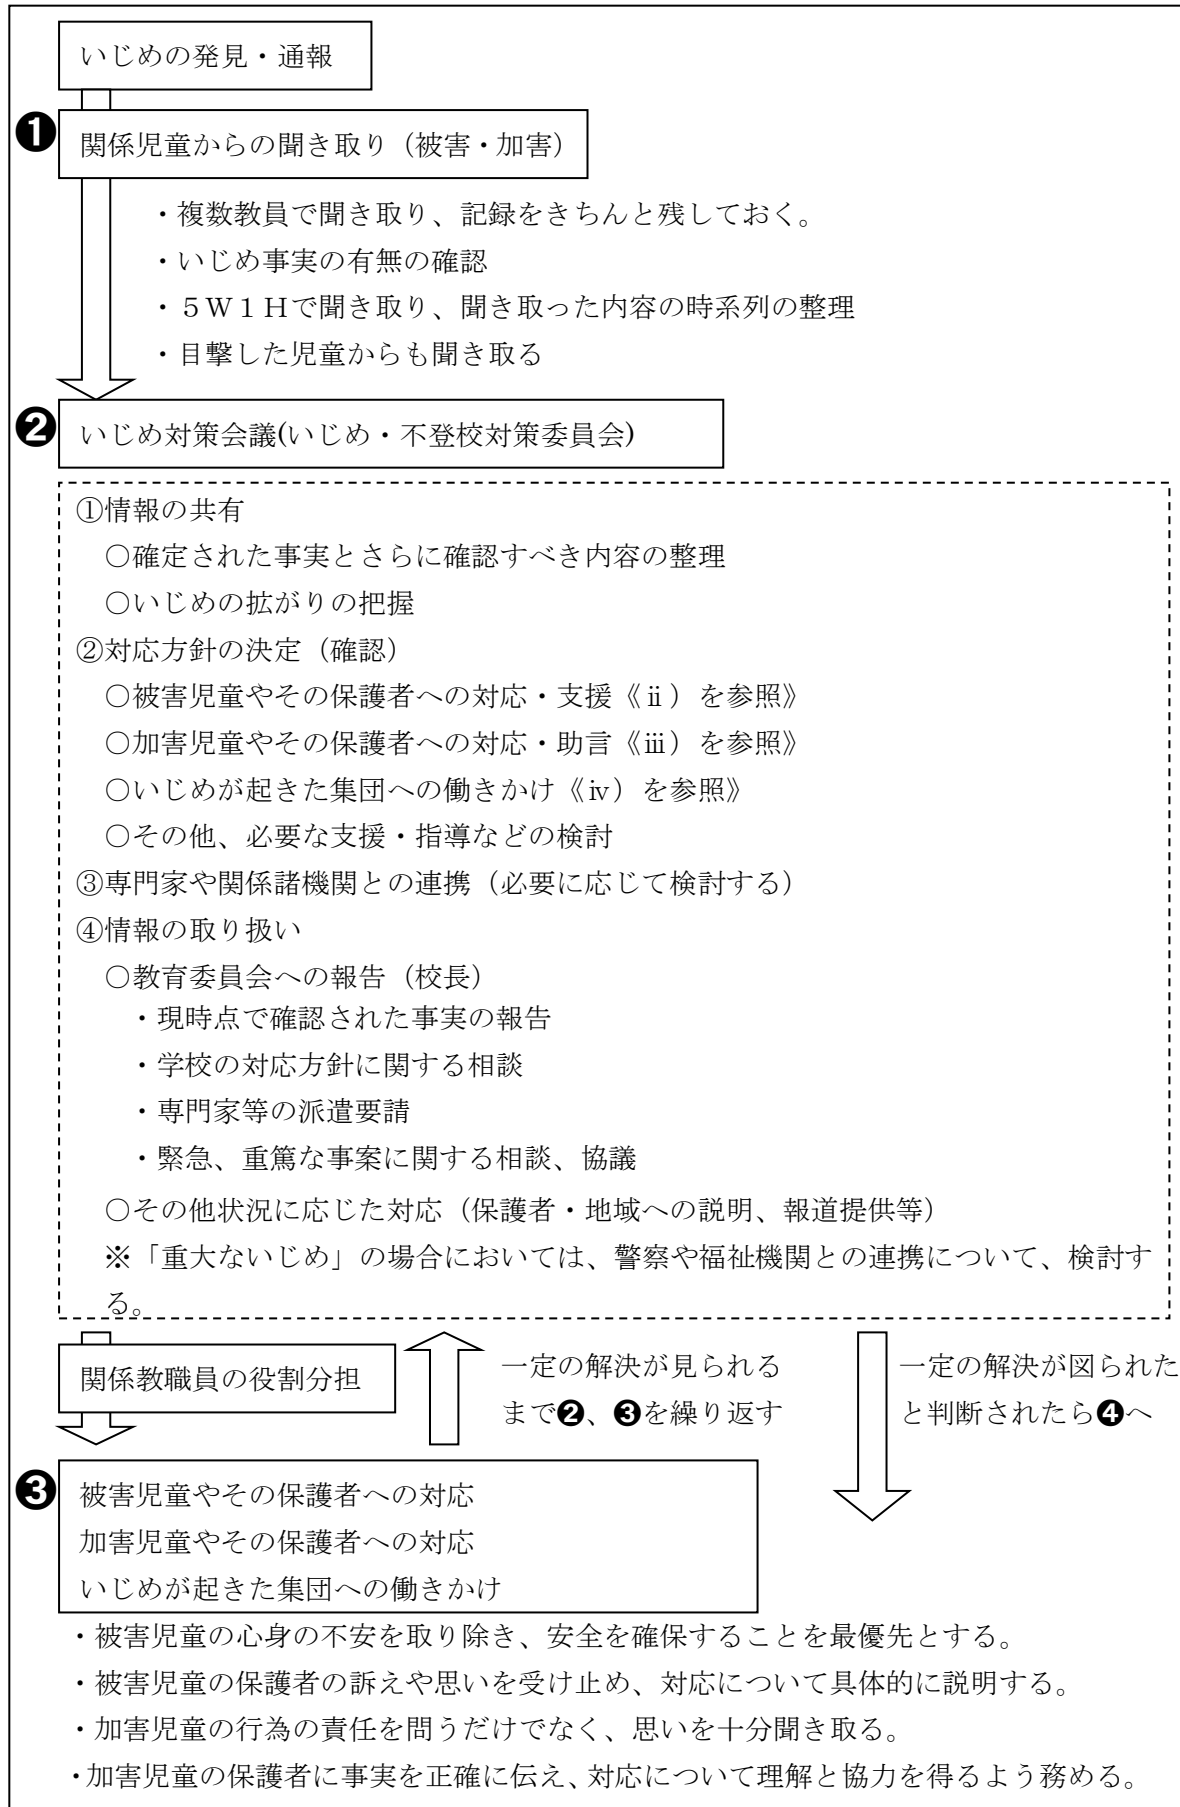 いじめの発見・通報
❶
関係児童からの聞き取り（被害・加害）
・複数教員で聞き取り、記録をきちんと残しておく。
・いじめ事実の有無の確認
・５Ｗ１Ｈで聞き取り、聞き取った内容の時系列の整理
・目撃した児童からも聞き取る
❷
いじめ対策会議(いじめ・不登校対策委員会)
①情報の共有
○確定された事実とさらに確認すべき内容の整理
○いじめの拡がりの把握
②対応方針の決定（確認）
○被害児童やその保護者への対応・支援《ⅱ）を参照》
○加害児童やその保護者への対応・助言《ⅲ）を参照》
○いじめが起きた集団への働きかけ《ⅳ）を参照》
○その他、必要な支援・指導などの検討
③専門家や関係諸機関との連携（必要に応じて検討する）
④情報の取り扱い
○教育委員会への報告（校長）
・現時点で確認された事実の報告
・学校の対応方針に関する相談
・専門家等の派遣要請
・緊急、重篤な事案に関する相談、協議
○その他状況に応じた対応（保護者・地域への説明、報道提供等）
※「重大ないじめ」の場合においては、警察や福祉機関との連携について、検討す
る。
関係教職員の役割分担
一定の解決が見られる
まで❷、❸を繰り返す
一定の解決が図られた
と判断されたら❹へ
❸
被害児童やその保護者への対応
加害児童やその保護者への対応
いじめが起きた集団への働きかけ
・被害児童の心身の不安を取り除き、安全を確保することを最優先とする。
・被害児童の保護者の訴えや思いを受け止め、対応について具体的に説明する。
・加害児童の行為の責任を問うだけでなく、思いを十分聞き取る。
・加害児童の保護者に事実を正確に伝え、対応について理解と協力を得るよう務める。